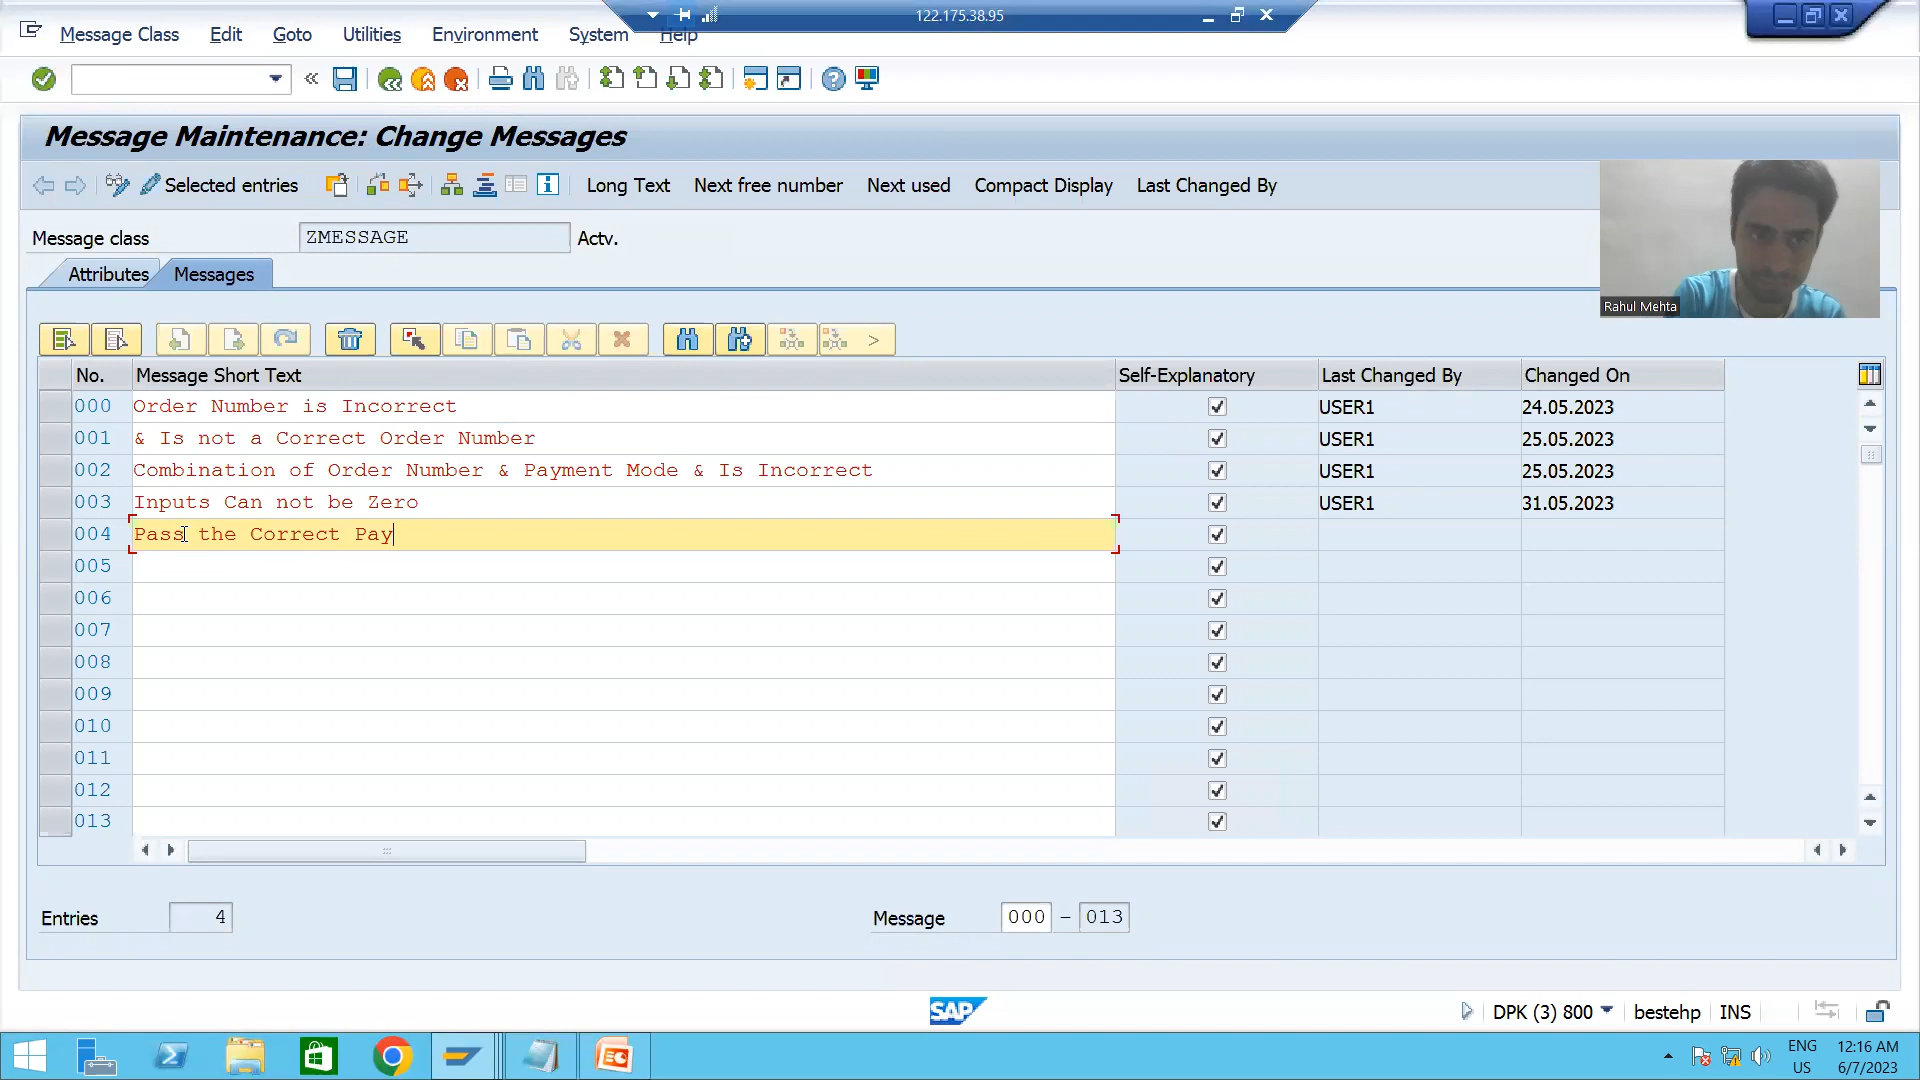 122.175.38.95
Message Class Edit Goto Utilities Environment System Help
Message Maintenance: Change Messages
Selected entries Long Text Next free number Next used Compact Display Last Changed By
Message class ZMESSAGE Actv.
Attributes Messages
Rahul Mehta
No. Message Short Text Self-Explanatory Last Changed By Changed On
000 Order Number is Incorrect USER1 24.05.2023
001 & Is not a Correct Order Number USER1 25.05.2023
002 Combination of Order Number & Payment Mode & Is Incorrect USER1 25.05.2023
003 Inputs Can not be Zero USER1 31.05.2023
004 Pass the Correct Pay
005
006
007
008
009
010
011
012
013
Entries 4 Message 000 - 013
SAP DPK (3) 800 bestehp INS
ENG 12:16 AM
US 6/7/2023